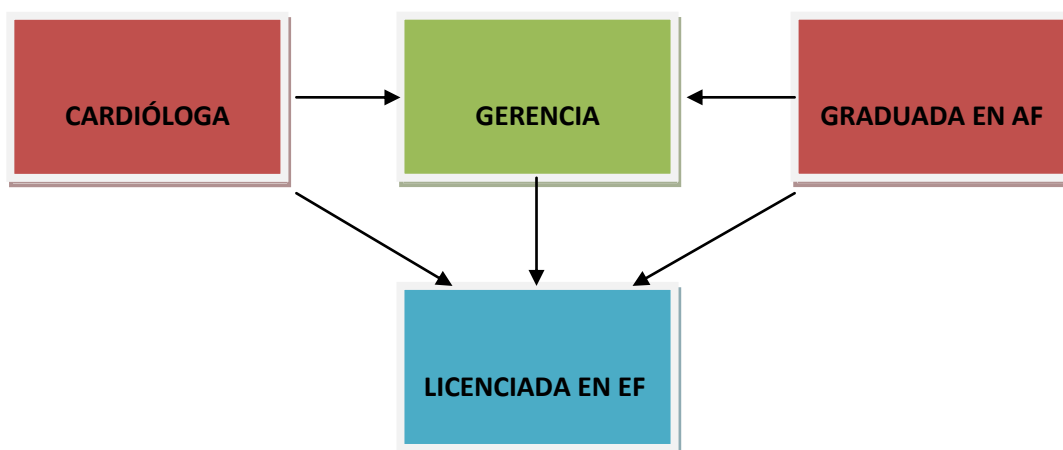 CARDIÓLOGA
GERENCIA
GRADUADA EN AF
LICENCIADA EN EF